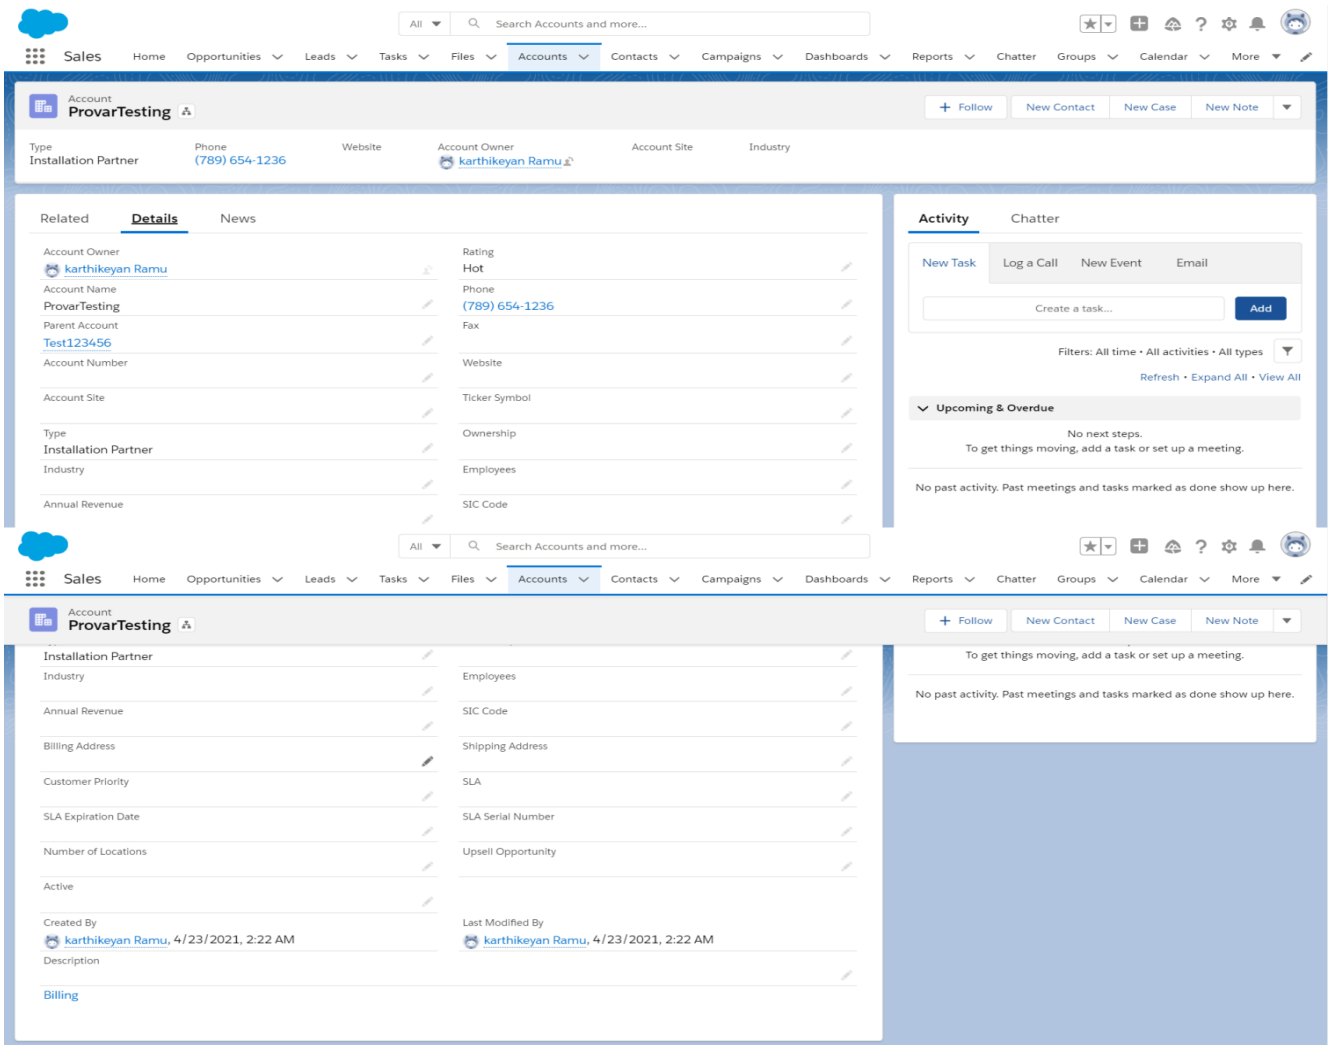 All
Search Accounts and more...
Sales Home Opportunities Leads Tasks Files Accounts Contacts Campaigns Dashboards Reports Chatter Groups Calendar More
Account
ProvarTesting
+ Follow New Contact New Case New Note
Type Phone Website Account Owner Account Site Industry
Installation Partner (789) 654-1236 karthikeyan Ramu
Related Details News
Account Owner Rating
karthikeyan Ramu Hot
Account Name Phone
ProvarTesting (789) 654-1236
Parent Account Fax
Test123456
Account Number Website
Account Site Ticker Symbol
Type Ownership
Installation Partner
Industry Employees
Annual Revenue SIC Code
Activity Chatter
New Task Log a Call New Event Email
Create a task... Add
Filters: All time • All activities • All types
Refresh • Expand All • View All
Upcoming & Overdue
No next steps.
To get things moving, add a task or set up a meeting.
No past activity. Past meetings and tasks marked as done show up here.
All
Search Accounts and more...
Sales Home Opportunities Leads Tasks Files Accounts Contacts Campaigns Dashboards Reports Chatter Groups Calendar More
Account
ProvarTesting
+ Follow New Contact New Case New Note
Installation Partner
Industry Employees
Annual Revenue SIC Code
Billing Address Shipping Address
Customer Priority SLA
SLA Expiration Date SLA Serial Number
Number of Locations Upsell Opportunity
Active
Created By Last Modified By
karthikeyan Ramu, 4/23/2021, 2:22 AM karthikeyan Ramu, 4/23/2021, 2:22 AM
Description
Billing
To get things moving, add a task or set up a meeting.
No past activity. Past meetings and tasks marked as done show up here.